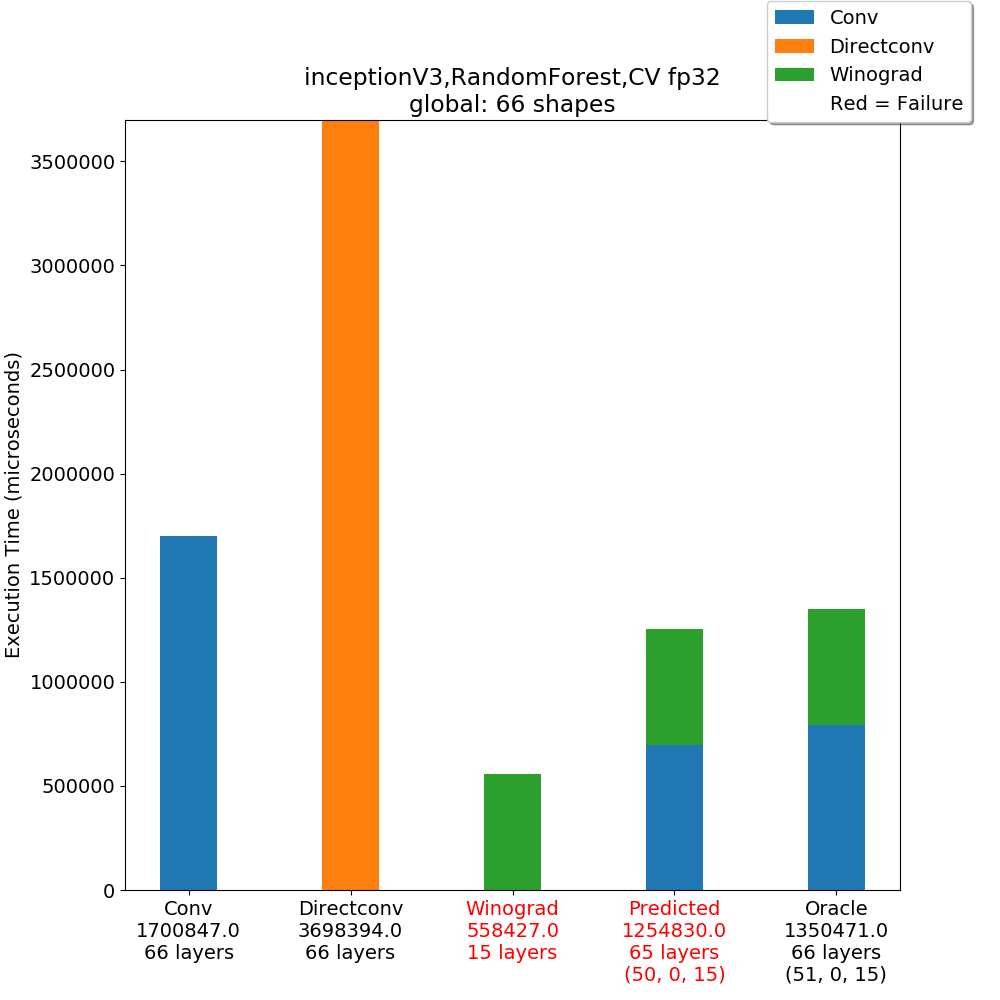 Conv
Directconv
Winograd
Red = Failure
inceptionV3,RandomForest,CV fp32
global: 66 shapes
Execution Time (microseconds)
3500000
3000000
2500000
2000000
1500000
1000000
500000
0
Conv
1700847.0
66 layers
Directconv
3698394.0
66 layers
Winograd
558427.0
15 layers
Predicted
1254830.0
65 layers
(50, 0, 15)
Oracle
1350471.0
66 layers
(51, 0, 15)